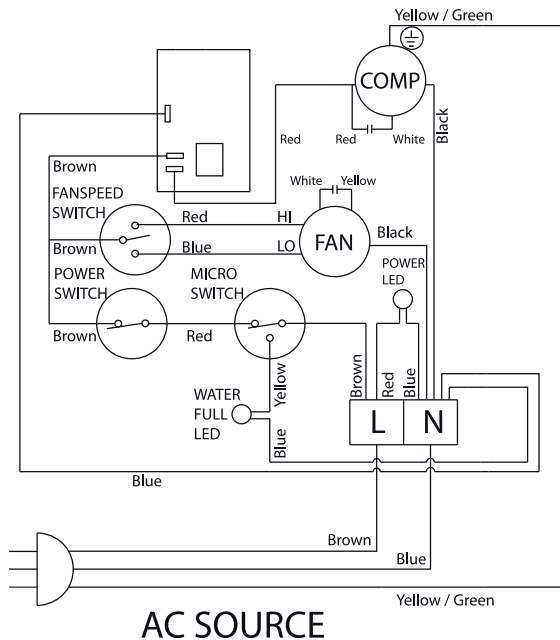 Yellow / Green
COMP
Red
Red
White
Black
Brown
FANSPEED
SWITCH
White
Yellow
Red
HI
FAN
Black
Brown
Blue
LO
POWER
SWITCH
MICRO
SWITCH
POWER
LED
Brown
Red
Yellow
Brown
Red
Blue
WATER
FULL
LED
L
N
Blue
Blue
Brown
Blue
Yellow / Green
AC SOURCE